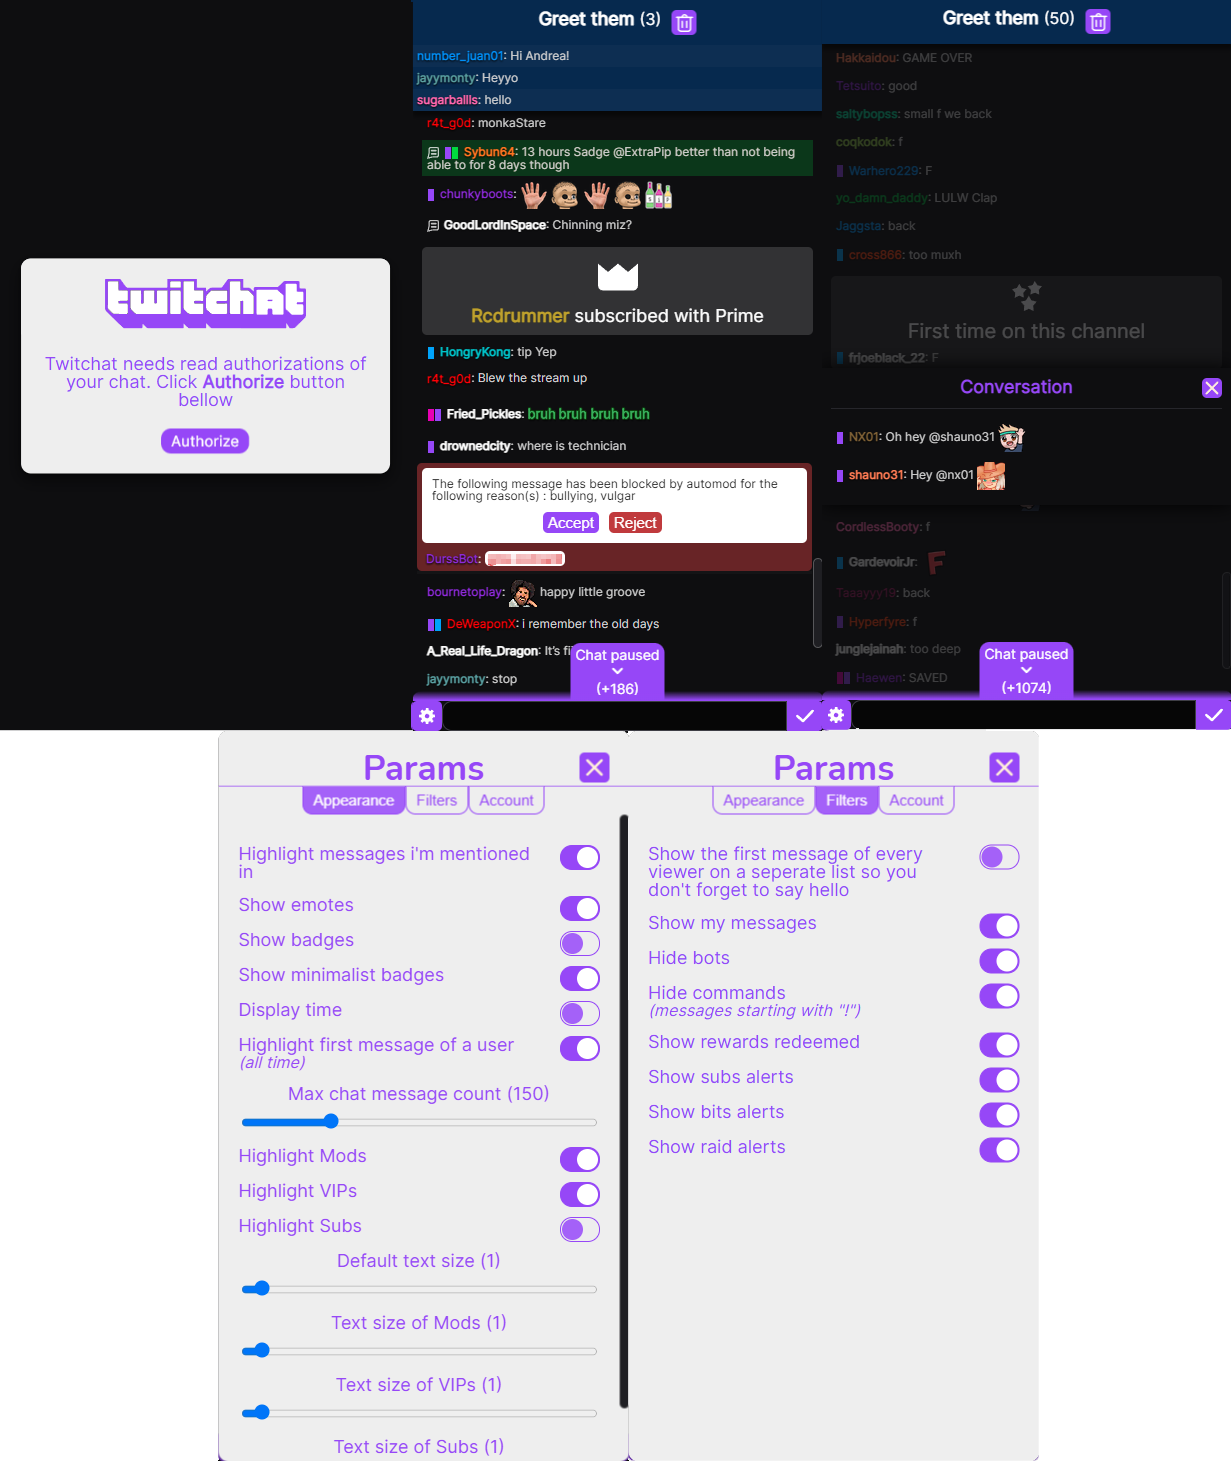 twitchat
Twitchat needs read authorizations of
your chat. Click Authorize button
bellow
Authorize
Greet them (3)
number_juan01: Hi Andrea!
jayymonty: Heyyo
sugarballls: hello
r4t_g0d: monkaStare
Sybun64: 13 hours Sadge @ExtraPip better than not being
able to for 8 days though
chunkyboots:
GoodLordInSpace: Chinning miz?
Rcdrummer subscribed with Prime
HongryKong: tip Yep
r4t_g0d: Blew the stream up
Fried_Pickles: bruh bruh bruh bruh
drownedcity: where is technician
The following message has been blocked by automod for the
following reason(s) : bullying, vulgar
Accept Reject
DurssBot:
bournetoplay: happy little groove
DeWeaponX: i remember the old days
A_Real_Life_Dragon: It's fi
jayymonty: stop
Chat paused
(+186)
Greet them (50)
Hakkaidou: GAME OVER
Tetsuito: good
saltybopss: small f we back
coqkodok: f
Warhero229: F
yo_damn_daddy: LULW Clap
Jaggsta: back
cross866: too muxh
First time on this channel
frjoeblack_22: F
Conversation
NX01: Oh hey @shauno31
shauno31: Hey @nx01
CordlessBooty: f
GardevoirJr: F
Taaayyy19: back
Hyperfyre: f
junglejainah: too deep
Haewen: SAVED
Chat paused
(+1074)
Params
Appearance Filters Account
Highlight messages i'm mentioned
in
Show emotes
Show badges
Show minimalist badges
Display time
Highlight first message of a user
(all time)
Max chat message count (150)
Highlight Mods
Highlight VIPs
Highlight Subs
Default text size (1)
Text size of Mods (1)
Text size of VIPs (1)
Text size of Subs (1)
Params
Appearance Filters Account
Show the first message of every
viewer on a seperate list so you
don't forget to say hello
Show my messages
Hide bots
Hide commands
(messages starting with "!")
Show rewards redeemed
Show subs alerts
Show bits alerts
Show raid alerts